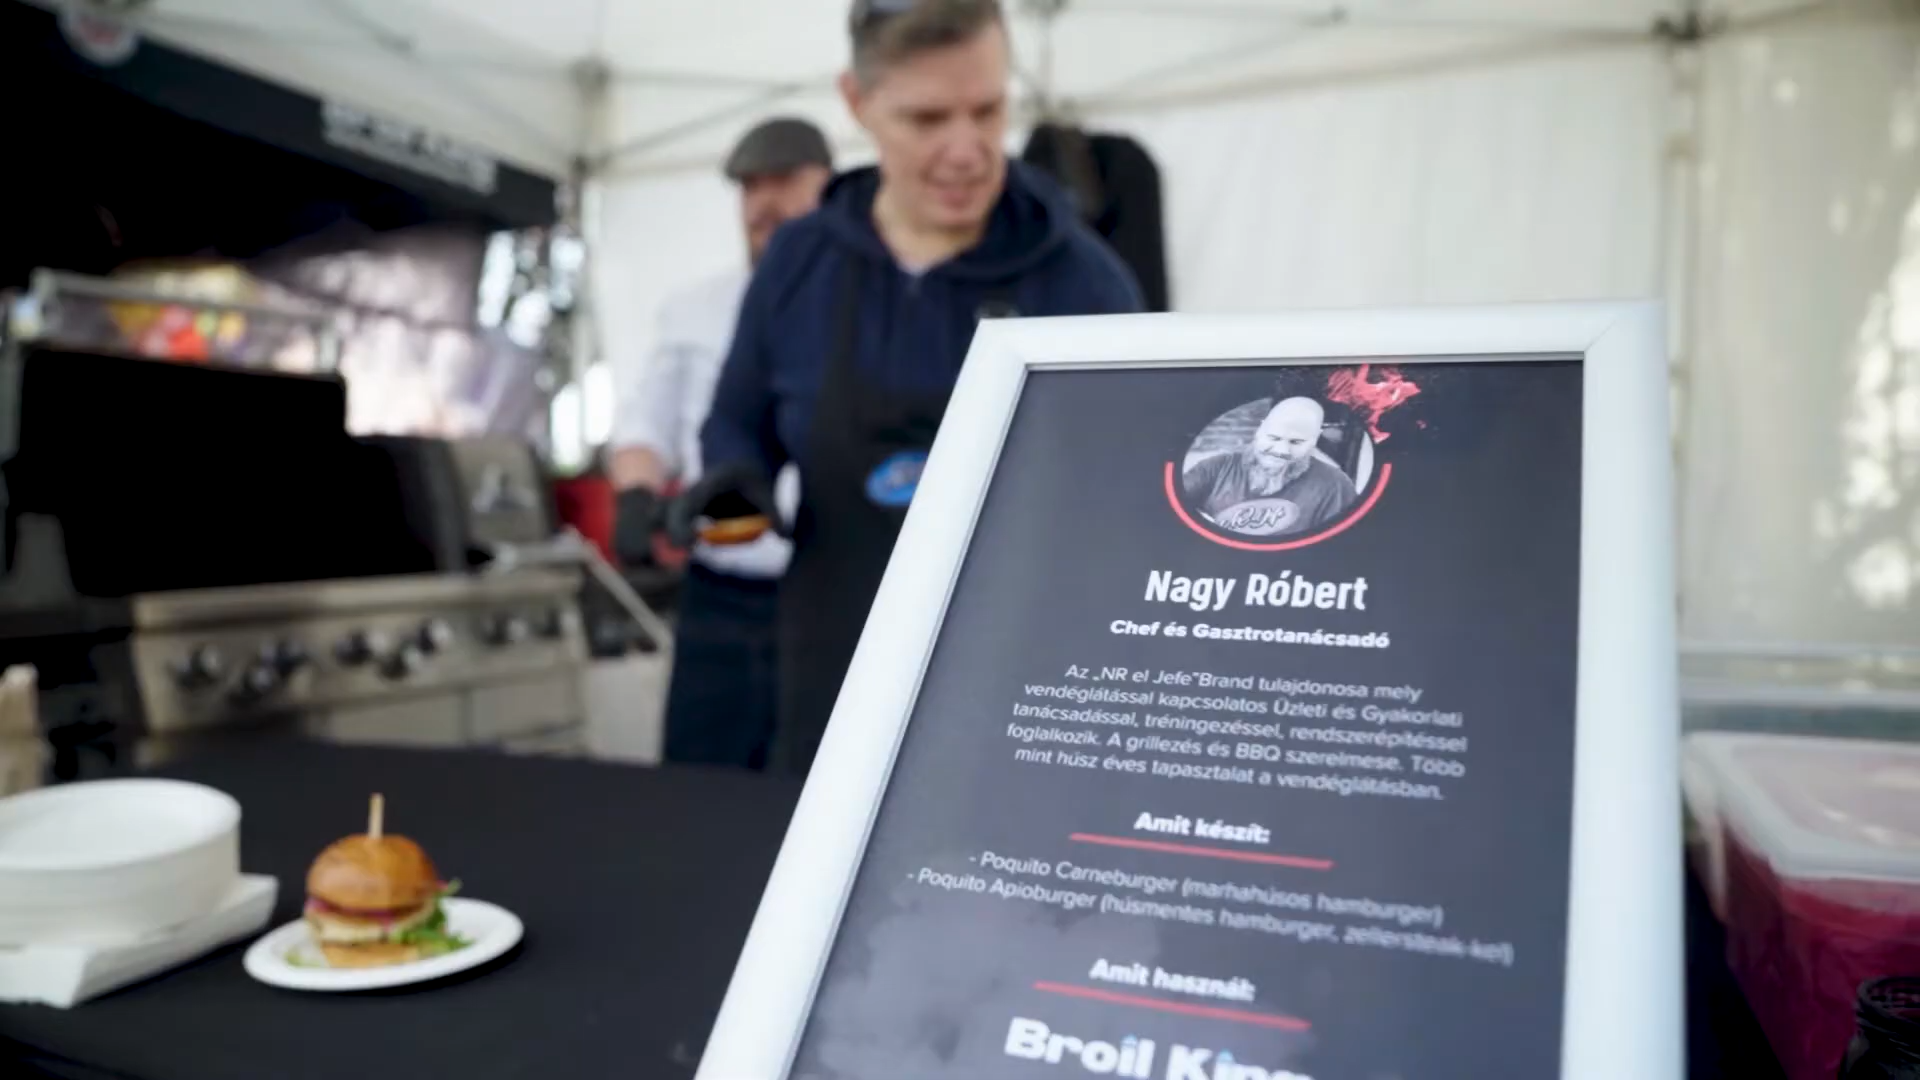 Nagy Róbert
Chef és Gasztrotanácsadó
Az „NR el Jefe" Brand tulajdonosa mely
vendéglátással kapcsolatos Üzleti és Gyakorlati
tanácsadással, tréningezéssel, rendszerépítéssel
foglalkozik. A grillezés és BBQ szerelmese. Több
mint húsz éves tapasztalat a vendéglátásban.
Amit készít:
- Poquito Carneburger (marhahúsos hamburger)
- Poquito Apioburger (húsmentes hamburger, zellersteak-kel)
Amit használ:
Broil King